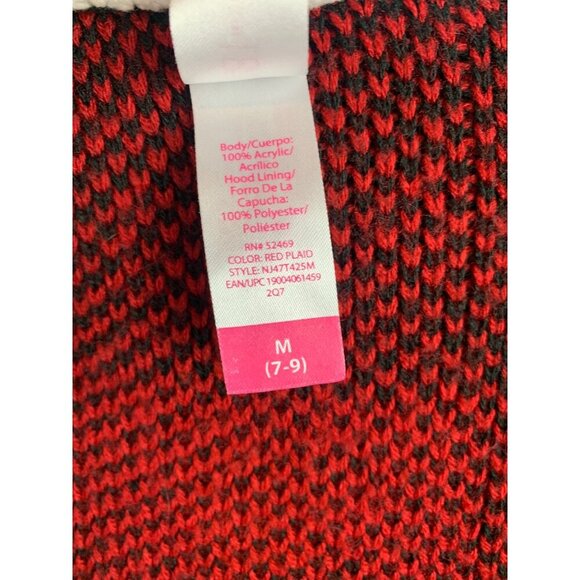 Body/Cuerpo:
100% Acrylic/
Acrílico
Hood Lining/
Forro De La
Capucha:
100% Polyester/
Poliéster
RN# 52469
COLOR: RED PLAID
STYLE: NJ47T425M
EAN/UPC 19004061459
2Q7
M
(7-9)